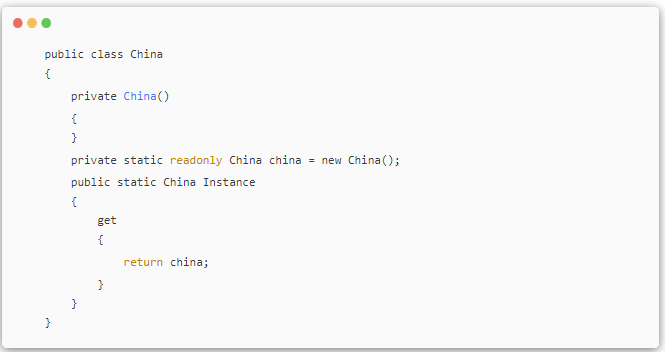 public class China
{
private China()
{
}
private static readonly China china = new China();
public static China Instance
{
get
{
return china;
}
}
}